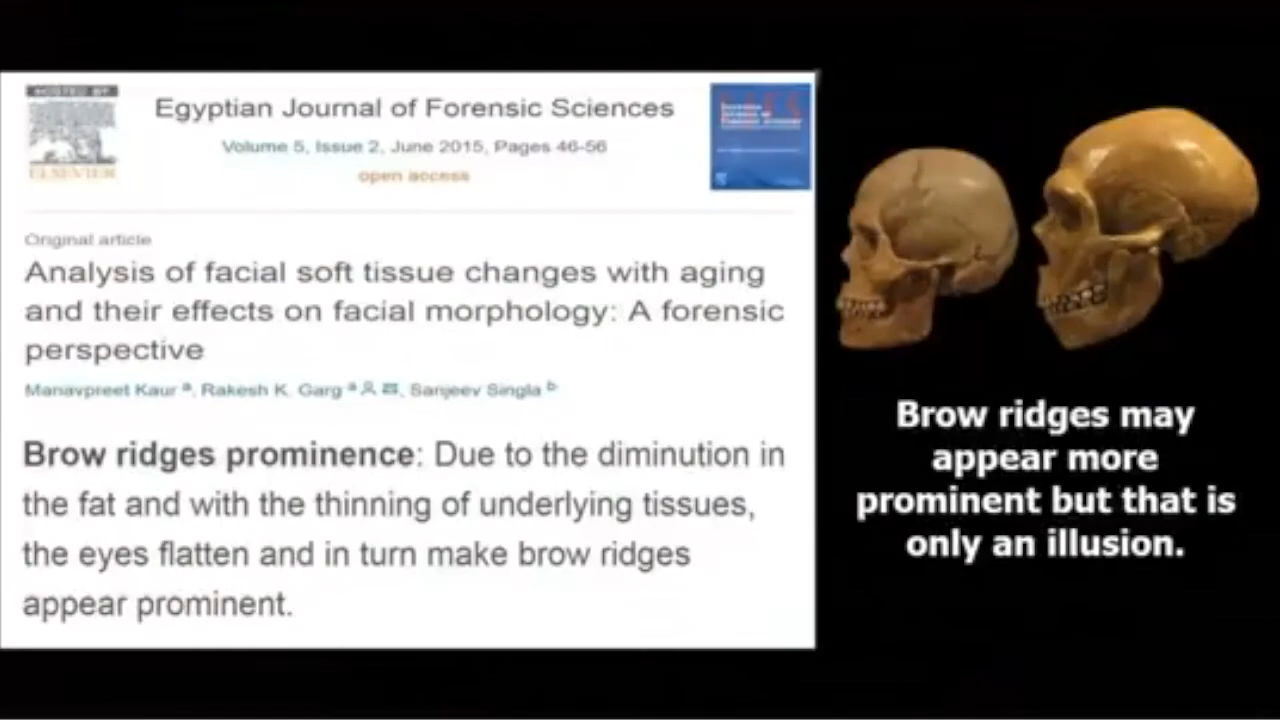 HOSTED BY
ELSEVIER
Egyptian Journal of Forensic Sciences
Volume 5, Issue 2, June 2015, Pages 46-56
open access
Original article
Analysis of facial soft tissue changes with aging
and their effects on facial morphology: A forensic
perspective
Manavpreet Kaur a, Rakesh K. Garg a, Sanjeev Singla b
Brow ridges prominence: Due to the diminution in
the fat and with the thinning of underlying tissues,
the eyes flatten and in turn make brow ridges
appear prominent.
Brow ridges may
appear more
prominent but that is
only an illusion.